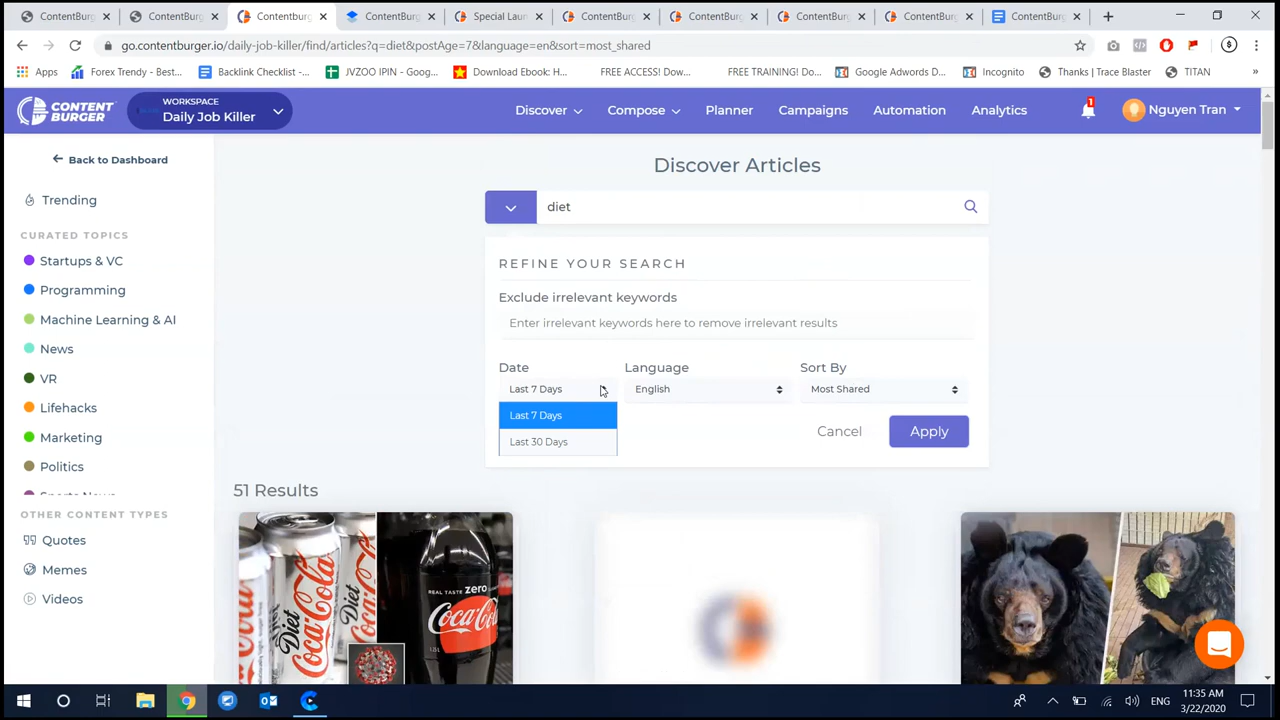 ContentBurg
ContentBurg
Contentburg
ContentBurg
Special Laun
ContentBurg
ContentBurg
ContentBurg
ContentBurg
ContentBurg
go.contentburger.io/daily-job-killer/find/articles?q=diet&postAge=7&language=en&sort=most_shared
Apps
Forex Trendy - Best...
Backlink Checklist -...
JVZOO IPIN - Goog...
Download Ebook: H...
FREE ACCESS! Dow...
FREE TRAINING! Do...
Google Adwords D...
Incognito
Thanks | Trace Blaster
TITAN
»
CONTENT
BURGER
WORKSPACE
Daily Job Killer
Discover
Compose
Planner
Campaigns
Automation
Analytics
1
Nguyen Tran
Back to Dashboard
Trending
CURATED TOPICS
Startups & VC
Programming
Machine Learning & AI
News
VR
Lifehacks
Marketing
Politics
Sports News
OTHER CONTENT TYPES
Quotes
Memes
Videos
Discover Articles
diet
REFINE YOUR SEARCH
Exclude irrelevant keywords
Enter irrelevant keywords here to remove irrelevant results
Date
Language
Sort By
Last 7 Days
English
Most Shared
Last 7 Days
Last 30 Days
Cancel
Apply
51 Results
Diet
Coca-Cola
Diet
REAL TASTE zero
Coca-Cola
ENG
11:35 AM
3/22/2020